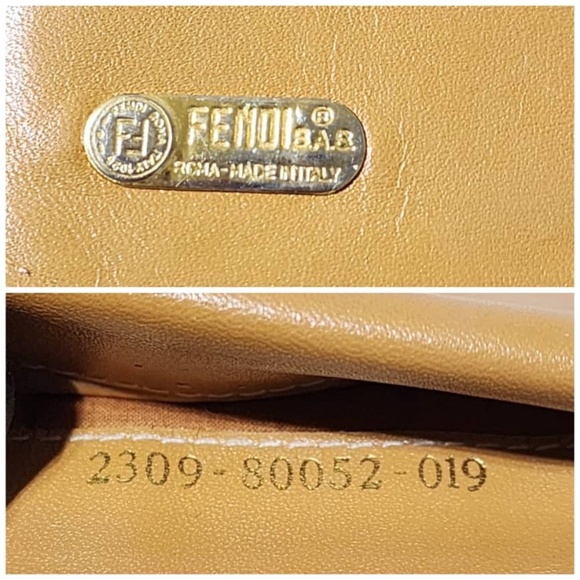 FENDI® S.A.S.
ROMA-MADE IN ITALY
2309-80052-019